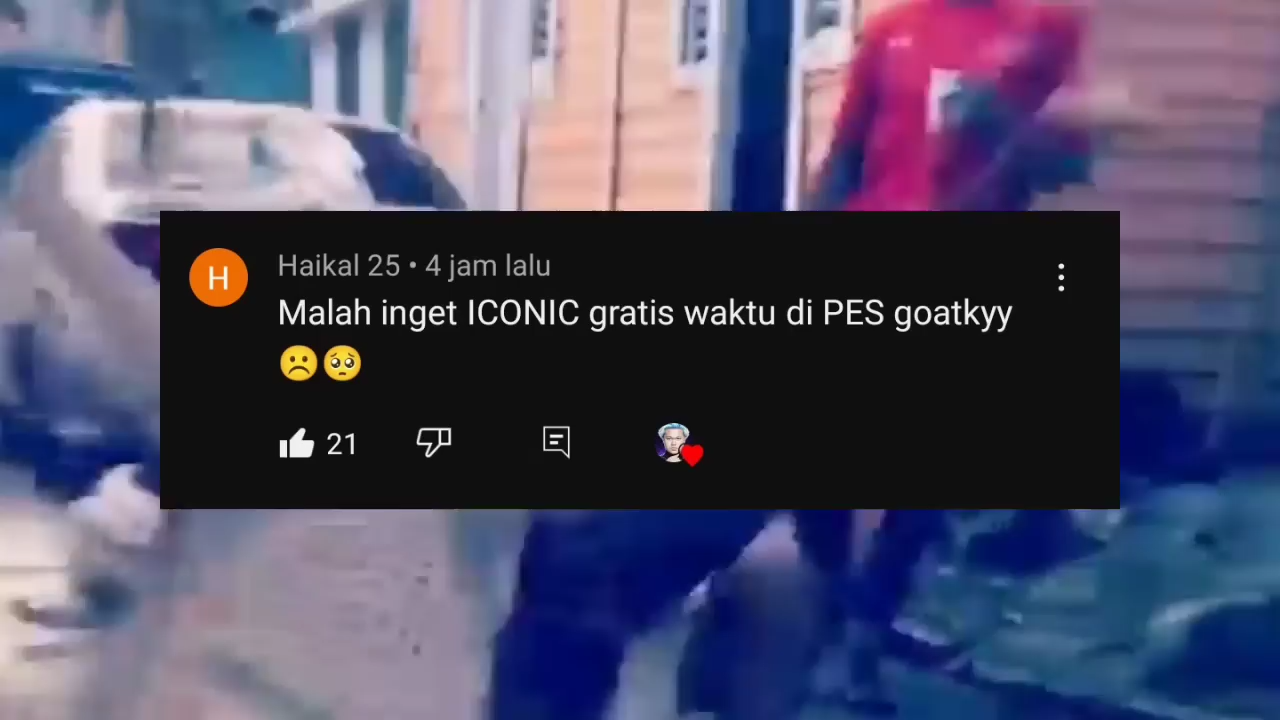 H
Haikal 25 • 4 jam lalu
Malah inget ICONIC gratis waktu di PES goatkyy
☹️🥺
21